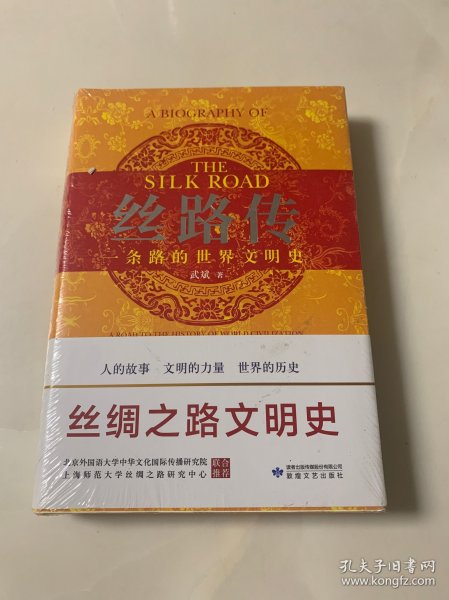 A BIOGRAPHY OF
THE
SILK ROAD
丝路传
一条路的世界文明史
武斌 著
A ROAD TO THE HISTORY OF WORLD CIVILIZATION
人的故事 文明的力量 世界的历史
丝绸之路文明史
北京外国语大学中华文化国际传播研究院
上海师范大学丝绸之路研究中心
联合
推荐
读者出版传媒股份有限公司
敦煌文艺出版社
孔夫子旧书网
www.kongfz.com